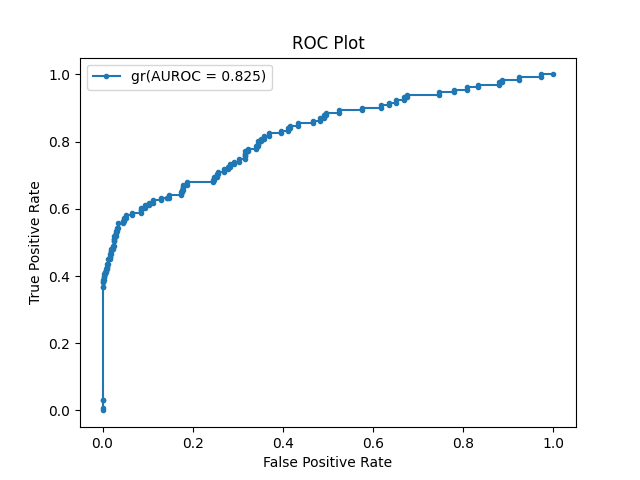 ROC Plot
gr(AUROC = 0.825)
1.0
0.8
0.6
0.4
0.2
0.0
True Positive Rate
0.0 0.2 0.4 0.6 0.8 1.0
False Positive Rate